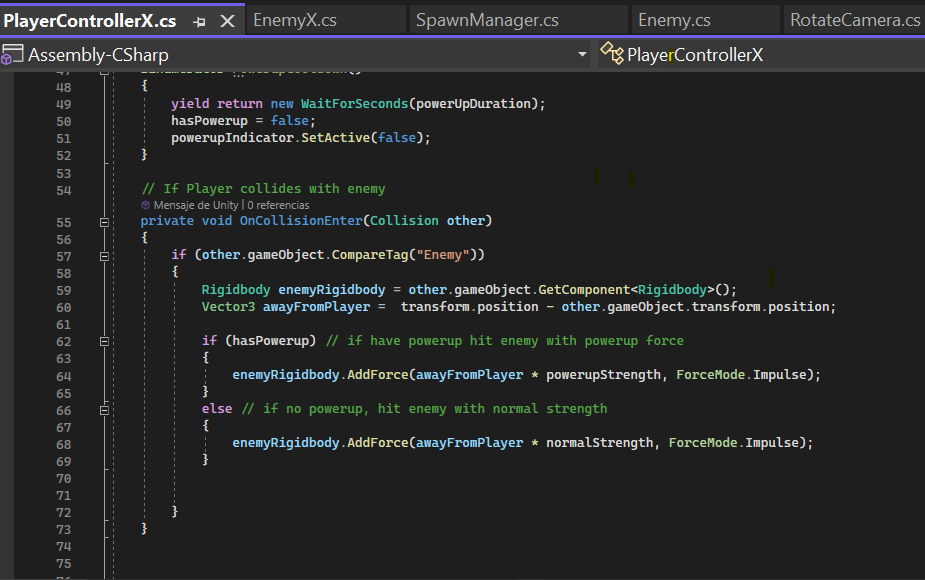 PlayerControllerX.cs EnemyX.cs SpawnManager.cs Enemy.cs RotateCamera.cs
Assembly-CSharp PlayerControllerX
48 {
49 yield return new WaitForSeconds(powerUpDuration);
50 hasPowerup = false;
51 powerupIndicator.SetActive(false);
52 }
53
54 // If Player collides with enemy
Mensaje de Unity | 0 referencias
55 private void OnCollisionEnter(Collision other)
56 {
57 if (other.gameObject.CompareTag("Enemy"))
58 {
59 Rigidbody enemyRigidbody = other.gameObject.GetComponent<Rigidbody>();
60 Vector3 awayFromPlayer =  transform.position - other.gameObject.transform.position;
61
62 if (hasPowerup) // if have powerup hit enemy with powerup force
63 {
64 enemyRigidbody.AddForce(awayFromPlayer * powerupStrength, ForceMode.Impulse);
65 }
66 else // if no powerup, hit enemy with normal strength
67 {
68 enemyRigidbody.AddForce(awayFromPlayer * normalStrength, ForceMode.Impulse);
69 }
70
71
72 }
73 }
74
75